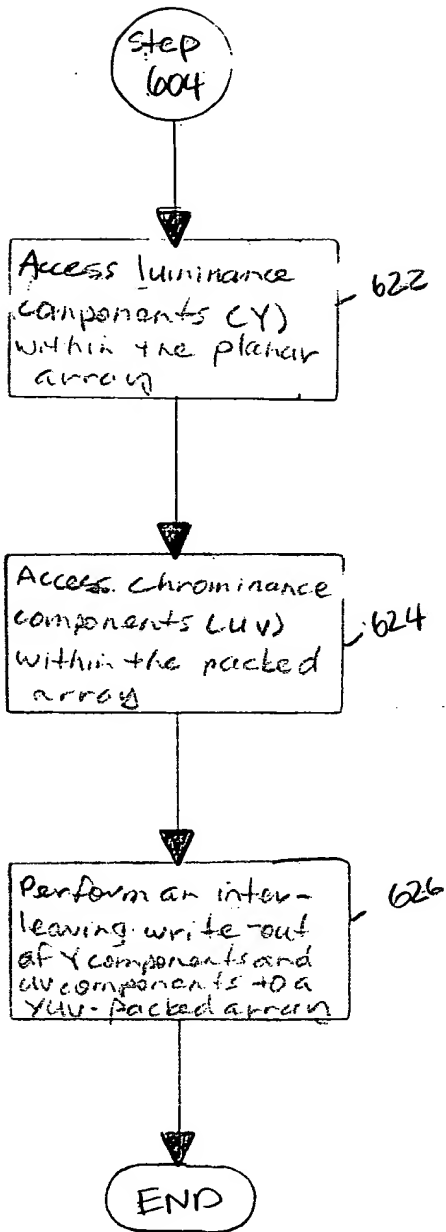 step
604
Access luminance
components (Y)
within the planar
array
622
Access chrominance
components (UV)
within the packed
array
624
Perform an inter-
leaving write-out
of Y components and
UV components to a
YUV-packed array
626
END